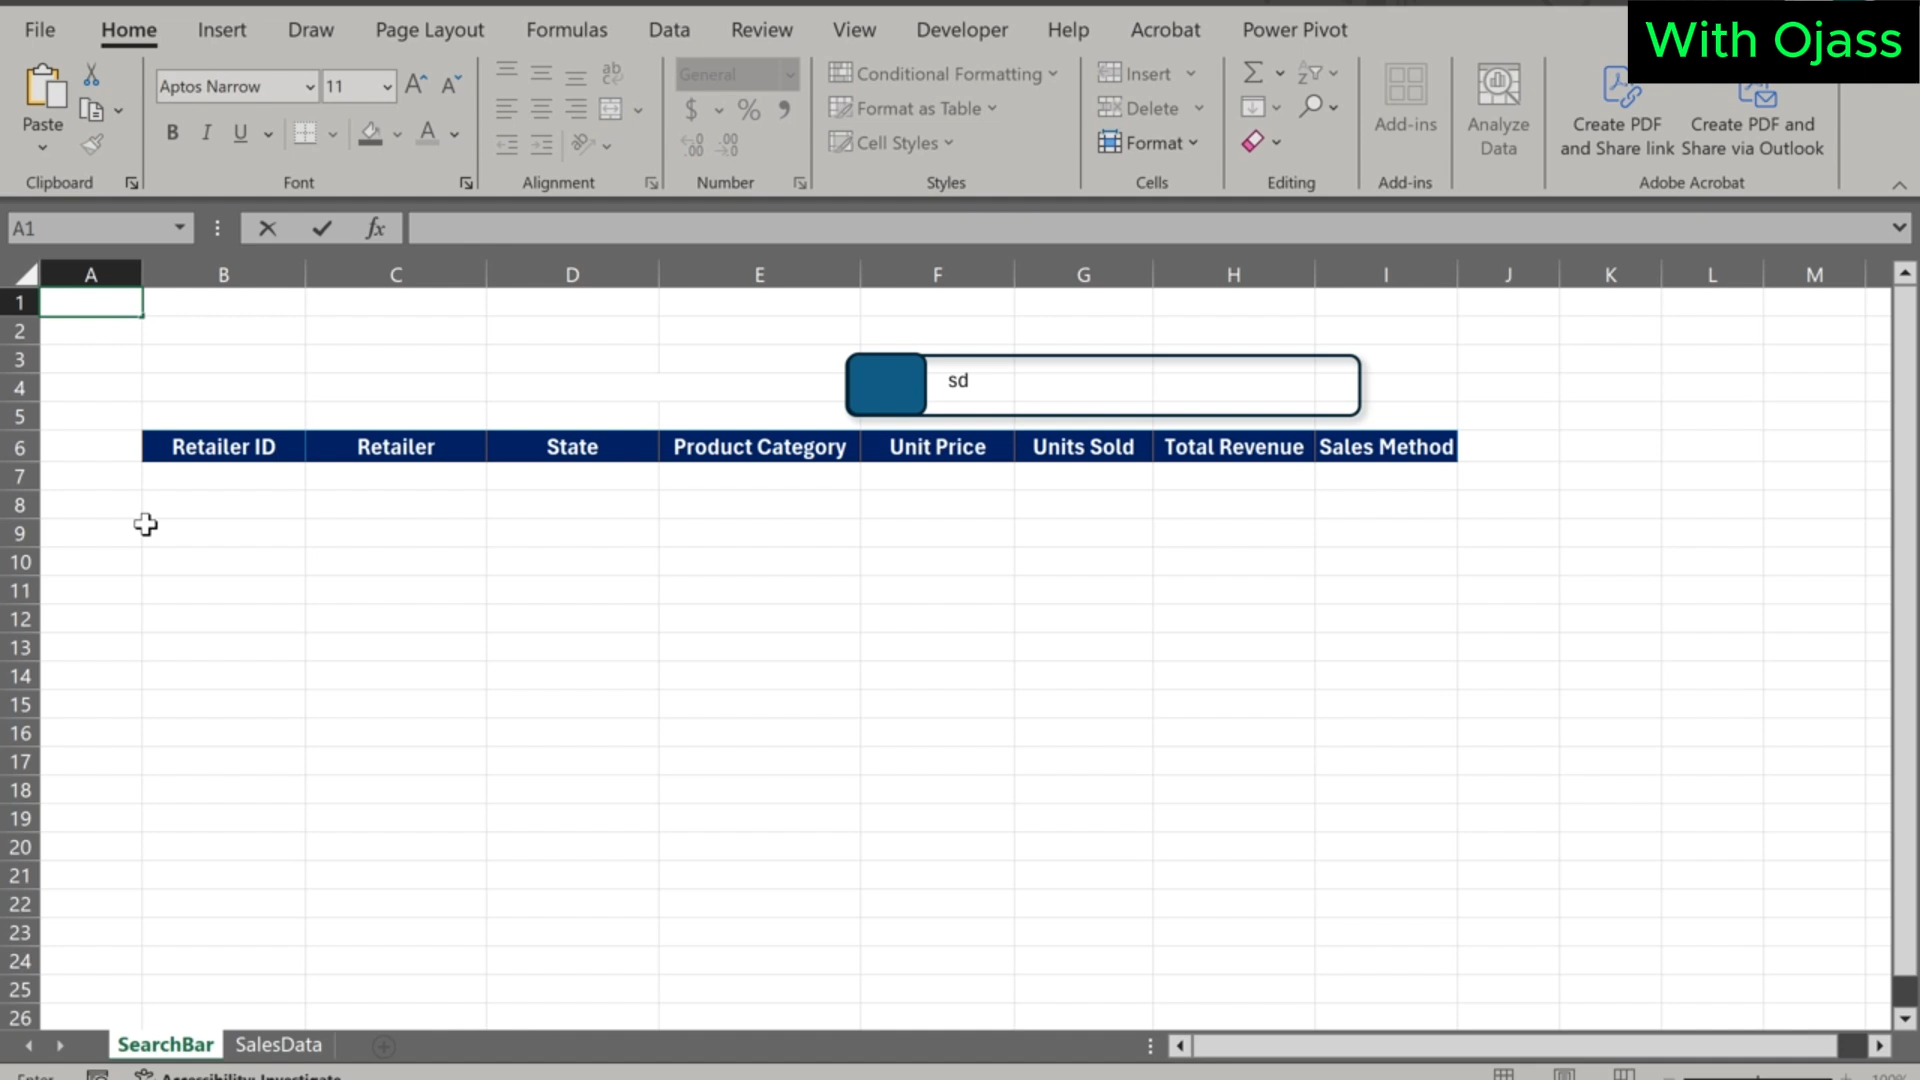 With Ojass
File Home Insert Draw Page Layout Formulas Data Review View Developer Help Acrobat Power Pivot
Paste
Clipboard
Aptos Narrow 11
B I U
Font
ab
Alignment
General
$ % 9
Number
Conditional Formatting
Format as Table
Cell Styles
Styles
Insert
Delete
Format
Cells
Editing
Add-ins
Add-ins
Analyze
Data
Create PDF
and Share link
Create PDF and
Share via Outlook
Adobe Acrobat
A1
fx
A B C D E F G H I J K L M
1
2
3
4
sd
5
6 Retailer ID Retailer State Product Category Unit Price Units Sold Total Revenue Sales Method
7
8
9
10
11
12
13
14
15
16
17
18
19
20
21
22
23
24
25
26
SearchBar SalesData
Enter Accessibility: Investigate 100%